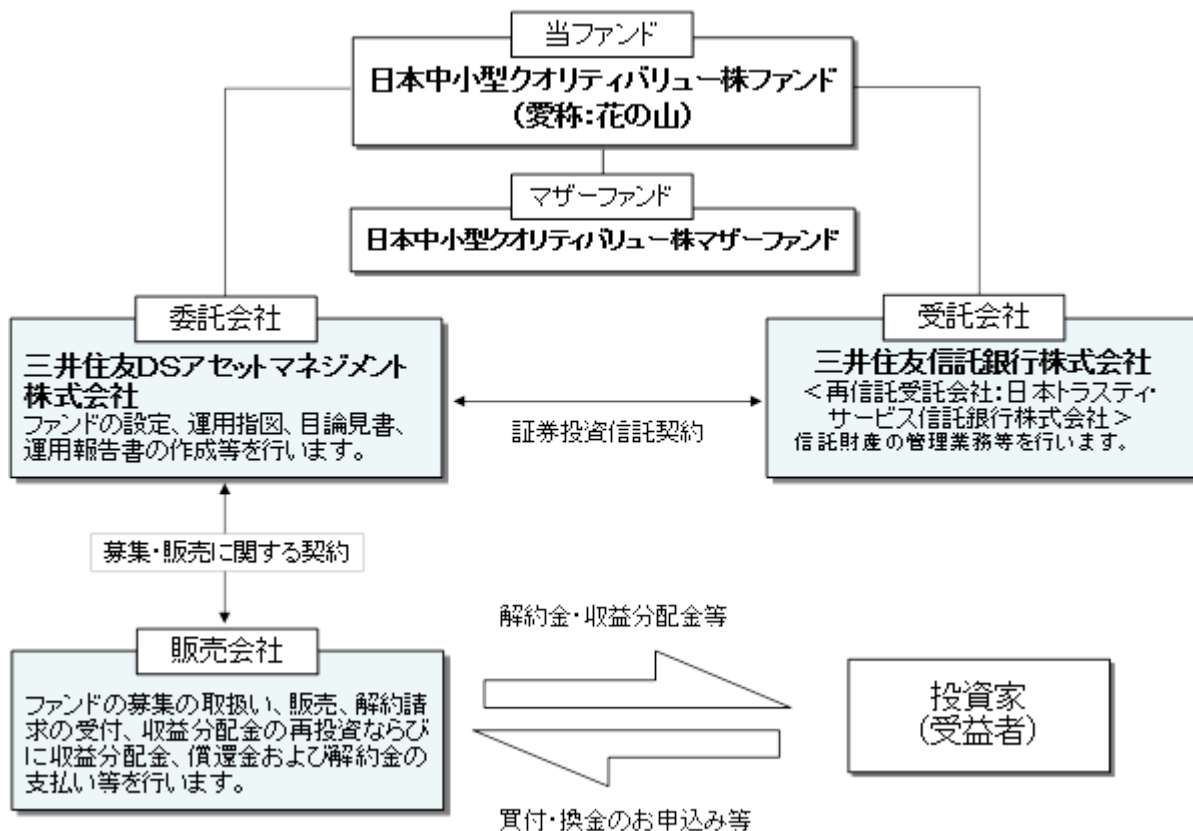 当ファンド
日本中小型クオリティバリュー株ファンド
(愛称:花の山)
マザーファンド
日本中小型クオリティバリュー株マザーファンド
委託会社
三井住友DSアセットマネジメント
株式会社
ファンドの設定、運用指図、目論見書、
運用報告書の作成等を行います。
証券投資信託契約
受託会社
三井住友信託銀行株式会社
<再信託受託会社:日本トラスティ・
サービス信託銀行株式会社>
信託財産の管理業務等を行います。
募集・販売に関する契約
販売会社
ファンドの募集の取扱い、販売、解約請
求の受付、収益分配金の再投資ならび
に収益分配金、償還金および解約金の
支払い等を行います。
解約金・収益分配金等
買付・換金のお申込み等
投資家
(受益者)